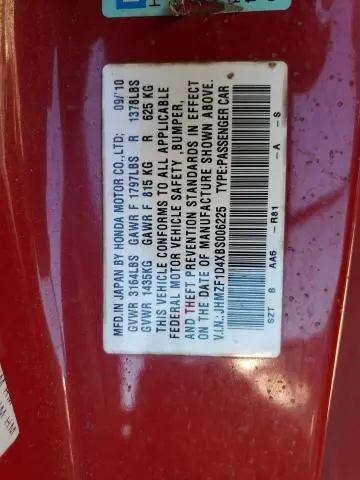 MFD.IN JAPAN BY HONDA MOTOR CO.,LTD; 09/'10
GVWR 3164LBS GAWR F 1797LBS R 1378LBS
GVWR 1435KG GAWR F 815 KG R 625 KG
THIS VEHICLE CONFORMS TO ALL APPLICABLE
FEDERAL MOTOR VEHICLE SAFETY ,BUMPER,
AND THEFT PREVENTION STANDARDS IN EFFECT
ON THE DATE OF MANUFACTURE SHOWN ABOVE.
V.I.N.:JHMZF1D4XBS006225 TYPE:PASSENGER CAR
SZT B AA5 -R81 -A -S